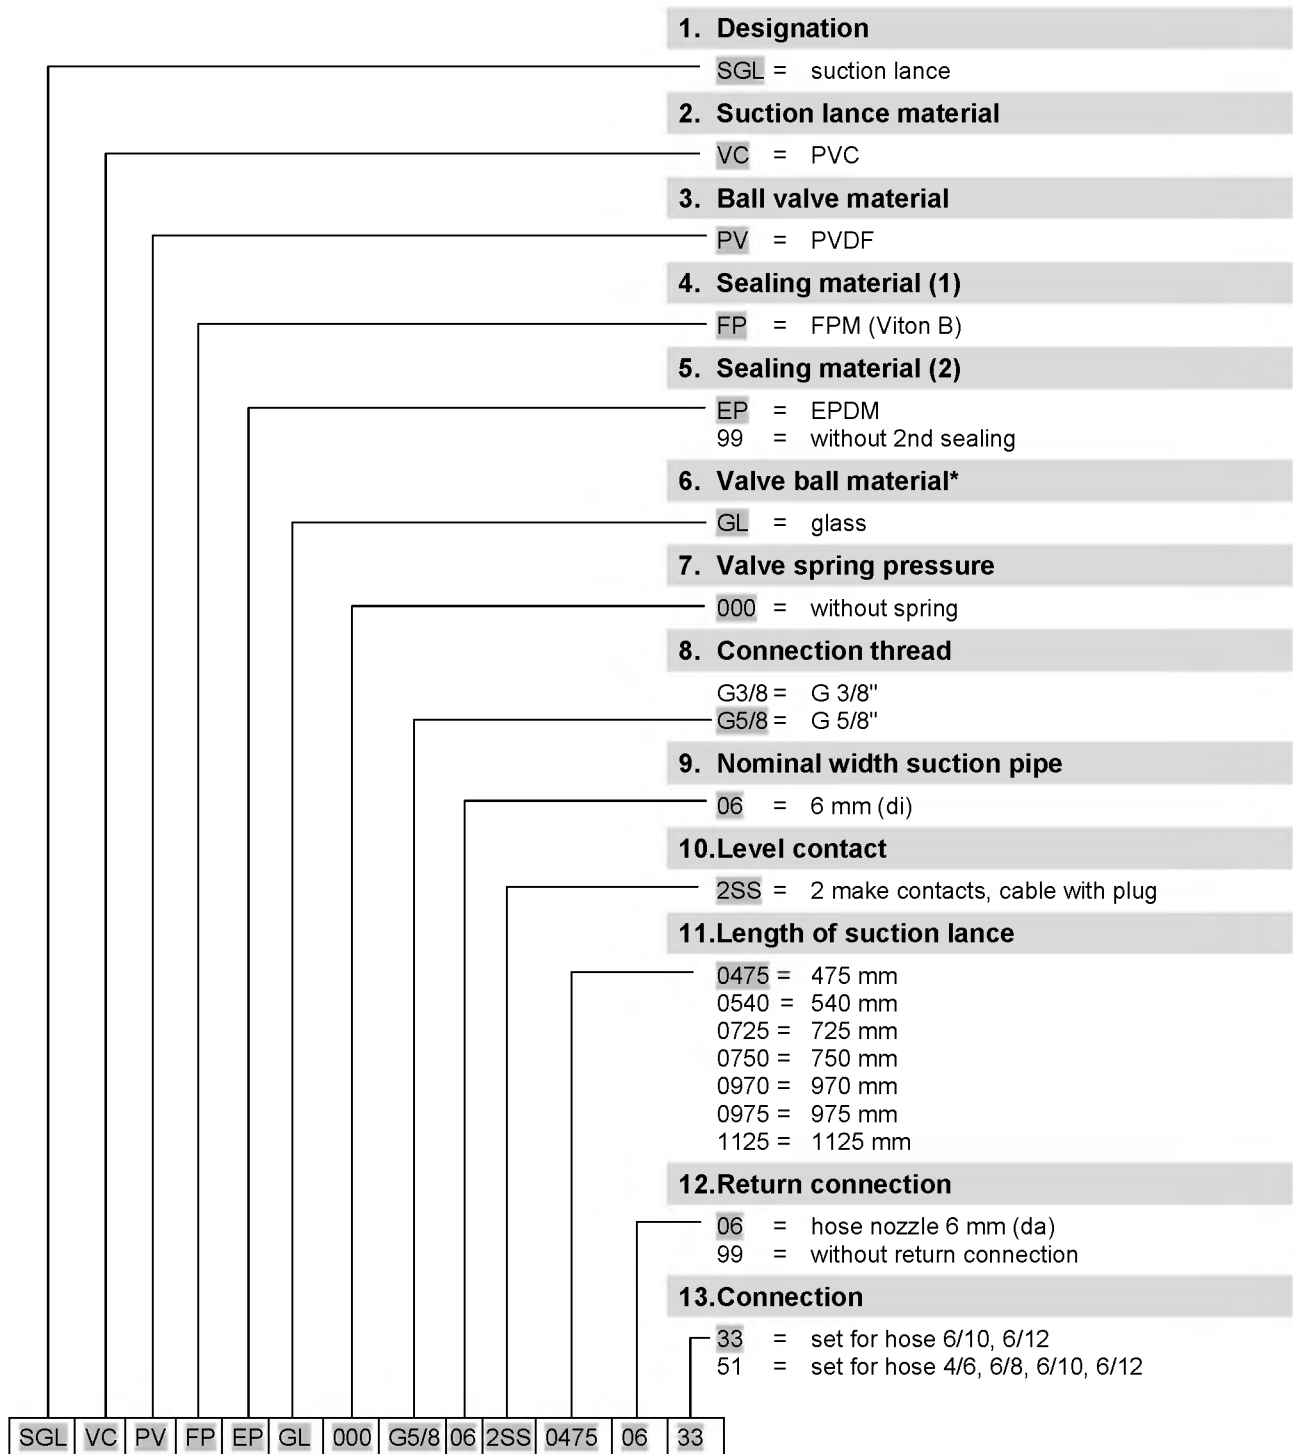 1. Designation
SGL = suction lance
2. Suction lance material
VC = PVC
3. Ball valve material
PV = PVDF
4. Sealing material (1)
FP = FPM (Viton B)
5. Sealing material (2)
EP = EPDM
99 = without 2nd sealing
6. Valve ball material*
GL = glass
7. Valve spring pressure
000 = without spring
8. Connection thread
G3/8 = G 3/8"
G5/8 = G 5/8"
9. Nominal width suction pipe
06 = 6 mm (di)
10.Level contact
2SS = 2 make contacts, cable with plug
11.Length of suction lance
0475 = 475 mm
0540 = 540 mm
0725 = 725 mm
0750 = 750 mm
0970 = 970 mm
0975 = 975 mm
1125 = 1125 mm
12.Return connection
06 = hose nozzle 6 mm (da)
99 = without return connection
13.Connection
33 = set for hose 6/10, 6/12
51 = set for hose 4/6, 6/8, 6/10, 6/12
SGL VC PV FP EP GL 000 G5/8 06 2SS 0475 06 33